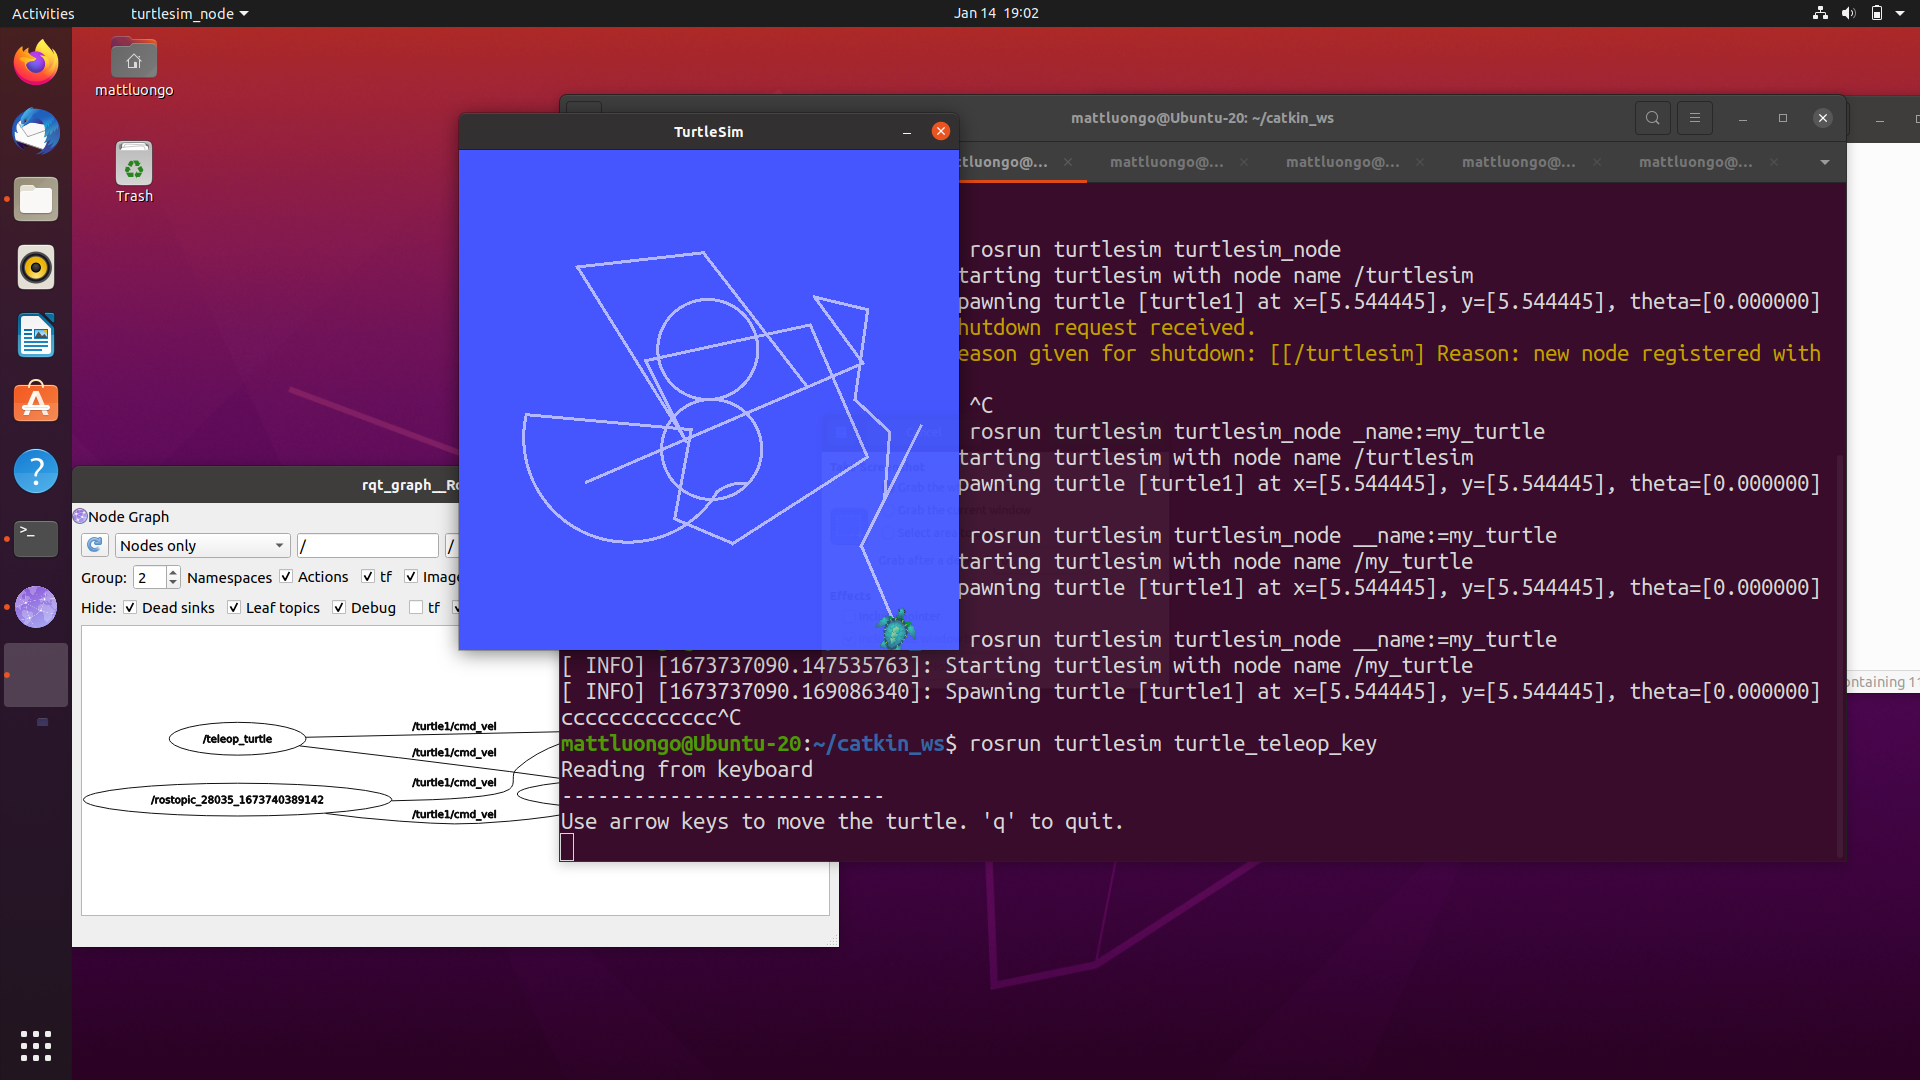 Activities
turtlesim_node
Jan 14 19:02
mattluongo
Trash
mattluongo@Ubuntu-20: ~/catkin_ws
TurtleSim
tluongo@...
mattluongo@...
mattluongo@...
mattluongo@...
mattluongo@...
rosrun turtlesim turtlesim_node
tarting turtlesim with node name /turtlesim
pawning turtle [turtle1] at x=[5.544445], y=[5.544445], theta=[0.000000]
hutdown request received.
eason given for shutdown: [[/turtlesim] Reason: new node registered with
^C
rosrun turtlesim turtlesim_node _name:=my_turtle
tarting turtlesim with node name /turtlesim
pawning turtle [turtle1] at x=[5.544445], y=[5.544445], theta=[0.000000]
rosrun turtlesim turtlesim_node __name:=my_turtle
tarting turtlesim with node name /my_turtle
pawning turtle [turtle1] at x=[5.544445], y=[5.544445], theta=[0.000000]
rosrun turtlesim turtlesim_node __name:=my_turtle
[ INFO] [1673737090.147535763]: Starting turtlesim with node name /my_turtle
[ INFO] [1673737090.169086340]: Spawning turtle [turtle1] at x=[5.544445], y=[5.544445], theta=[0.000000]
ccccccccccccc^C
mattluongo@Ubuntu-20:~/catkin_ws$ rosrun turtlesim turtle_teleop_key
Reading from keyboard
---------------------------
Use arrow keys to move the turtle. 'q' to quit.
ontaining 11
rqt_graph__Ro
Node Graph
Nodes only
/
/
Group: 2 Namespaces Actions tf Image
Hide: Dead sinks Leaf topics Debug tf
/teleop_turtle
/turtle1/cmd_vel
/turtle1/cmd_vel
/rostopic_28035_1673740389142
/turtle1/cmd_vel
/turtle1/cmd_vel